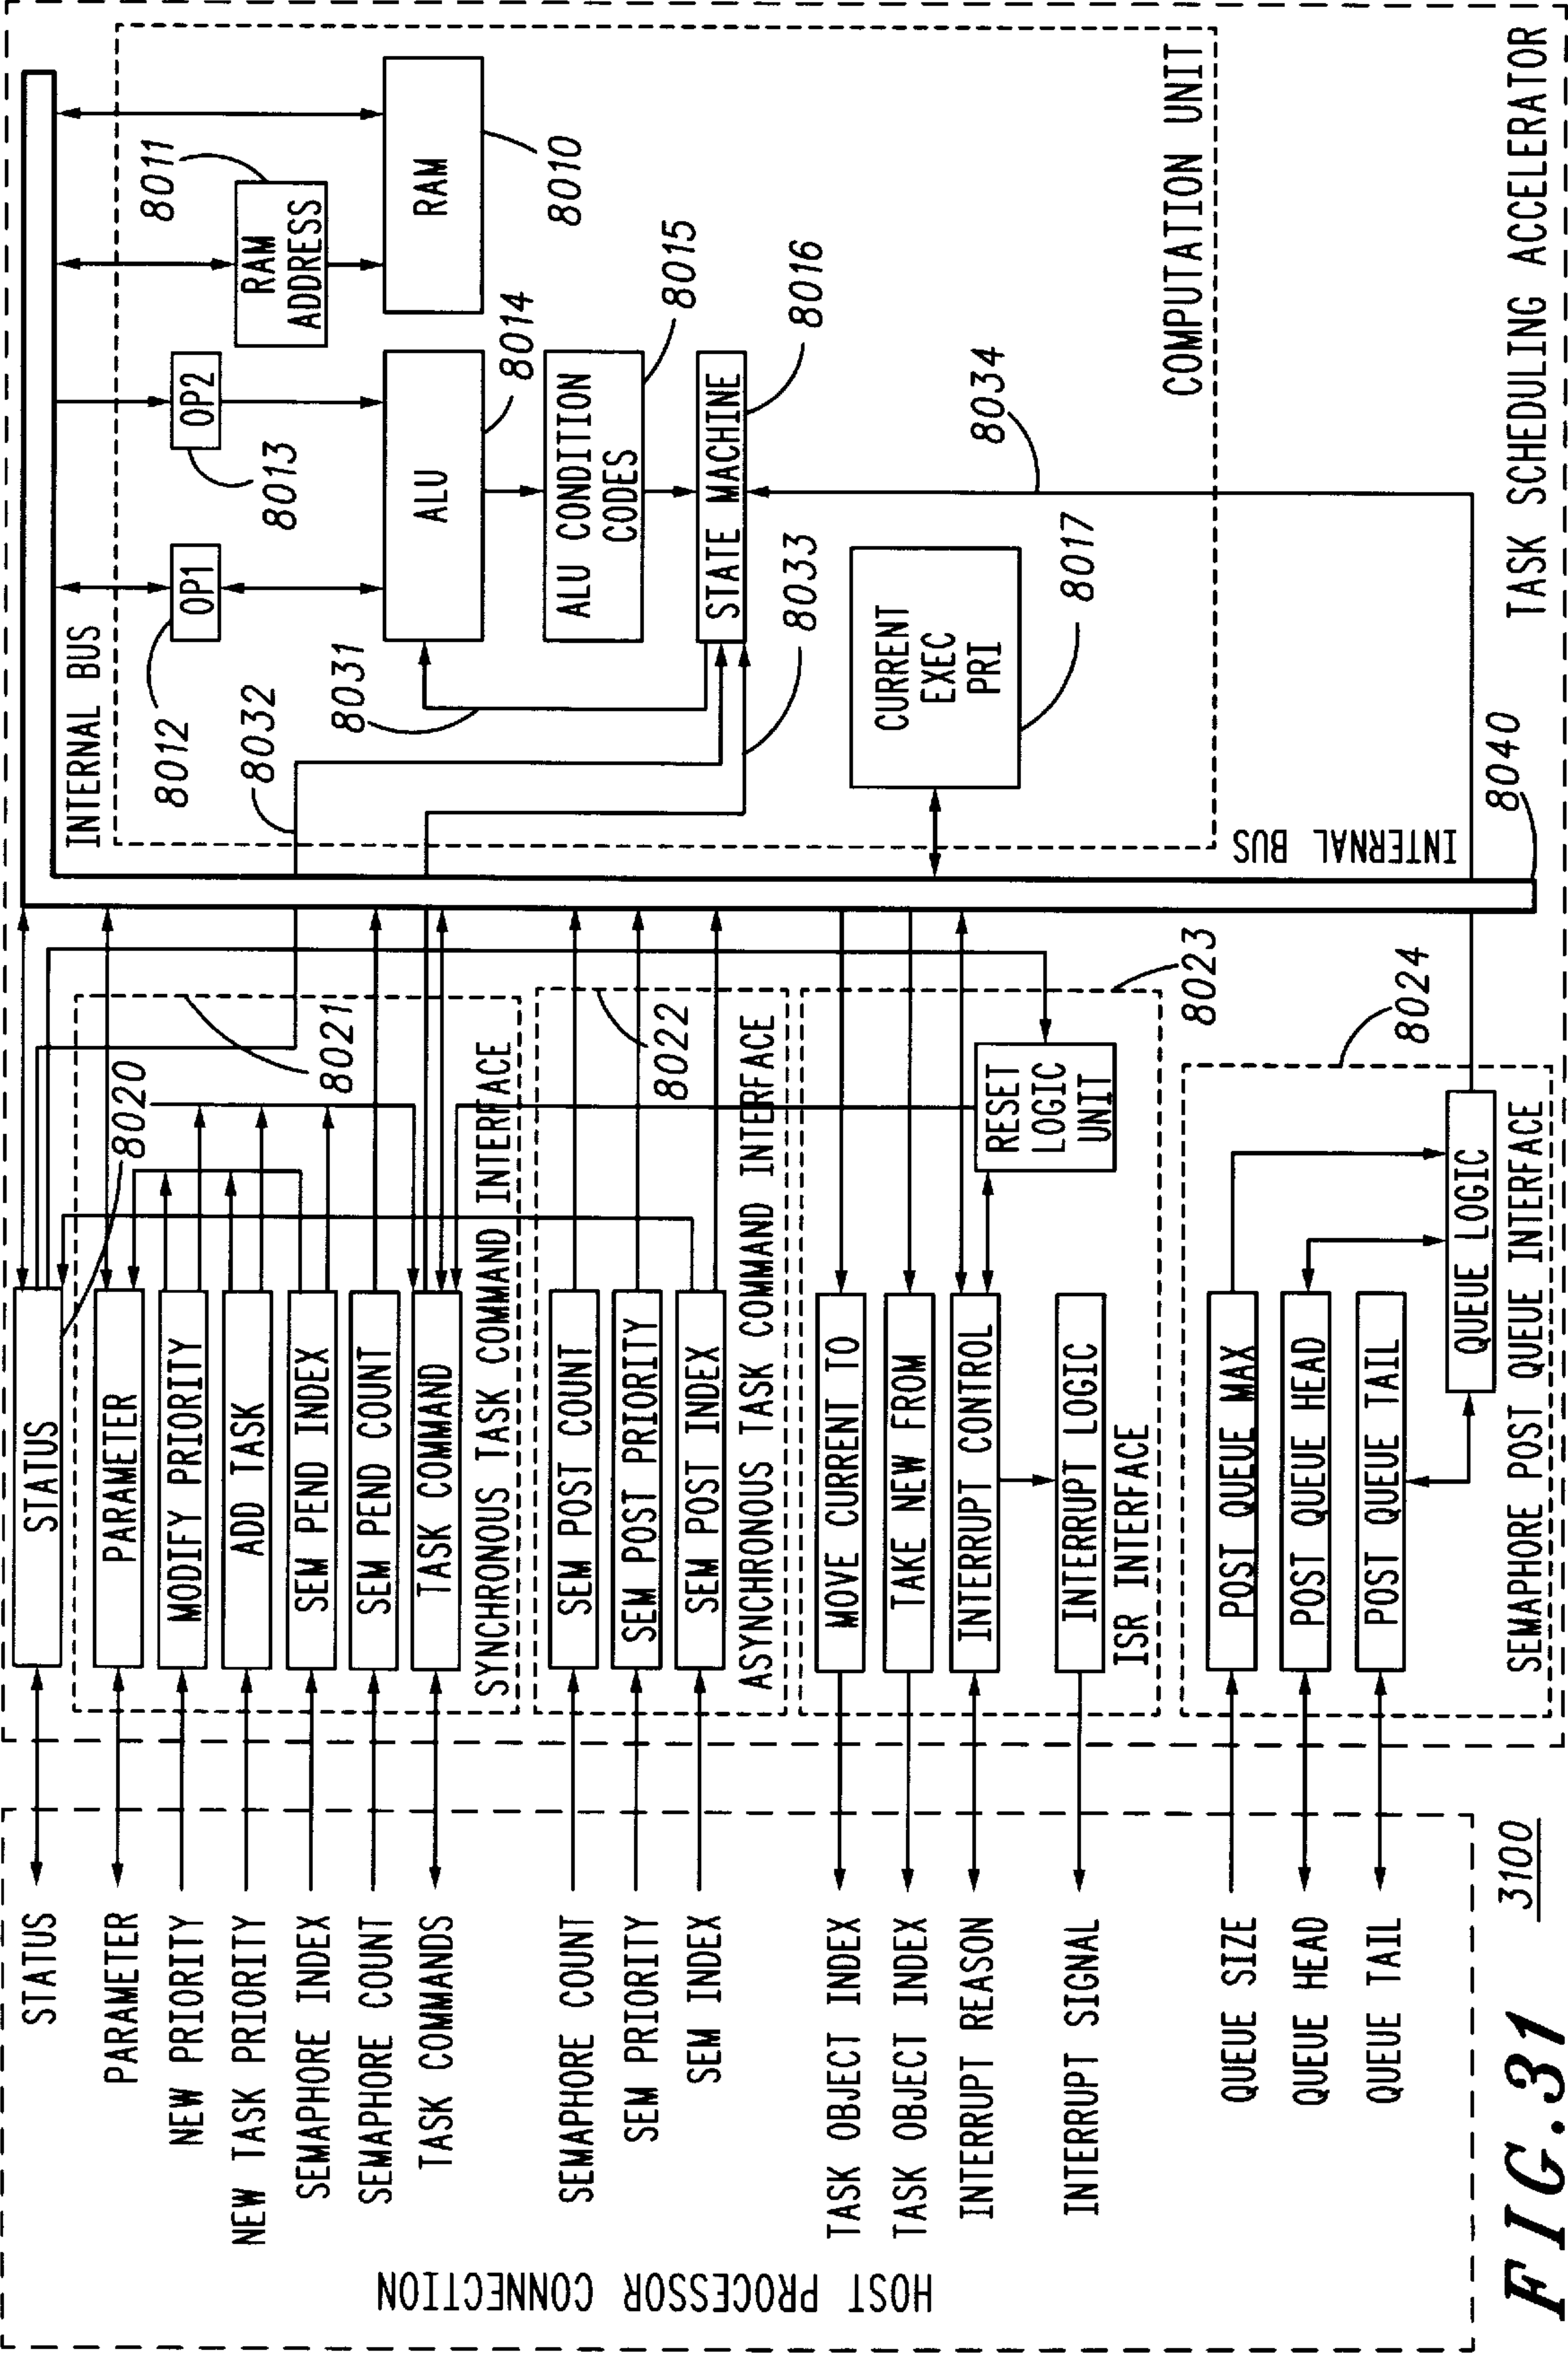 HOST PROCESSOR CONNECTION
STATUS
PARAMETER
NEW PRIORITY
NEW TASK PRIORITY
SEMAPHORE INDEX
SEMAPHORE COUNT
TASK COMMANDS
SEMAPHORE COUNT
SEM PRIORITY
SEM INDEX
TASK OBJECT INDEX
TASK OBJECT INDEX
INTERRUPT REASON
INTERRUPT SIGNAL
QUEUE SIZE
QUEUE HEAD
QUEUE TAIL
3100
STATUS
8020
PARAMETER
MODIFY PRIORITY
ADD TASK
SEM PEND INDEX
SEM PEND COUNT
TASK COMMAND
SYNCHRONOUS TASK COMMAND INTERFACE
8021
SEM POST COUNT
SEM POST PRIORITY
SEM POST INDEX
ASYNCHRONOUS TASK COMMAND INTERFACE
8022
MOVE CURRENT TO
TAKE NEW FROM
INTERRUPT CONTROL
INTERRUPT LOGIC
RESET
LOGIC
UNIT
ISR INTERFACE
8023
POST QUEUE MAX
POST QUEUE HEAD
POST QUEUE TAIL
QUEUE LOGIC
SEMAPHORE POST QUEUE INTERFACE
8024
INTERNAL BUS
INTERNAL BUS
8040
8012
OP1
8013
OP2
8011
RAM
ADDRESS
RAM
8010
ALU
8014
ALU CONDITION
CODES
8015
STATE MACHINE
8016
8032
8031
8033
8034
CURRENT
EXEC
PRI
8017
COMPUTATION UNIT
TASK SCHEDULING ACCELERATOR
FIG.31